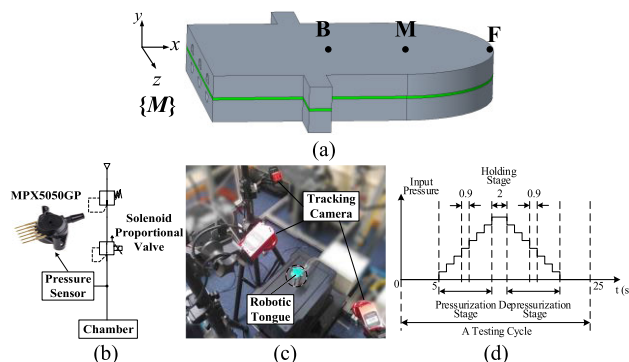 y
x
z
{M}
B
M
F
(a)
MPX5050GP
Solenoid
Proportional
Valve
Pressure
Sensor
Chamber
(b)
Tracking
Camera
Robotic
Tongue
(c)
Input
Pressure
Holding
Stage
0.9
2
0.9
0
5
25
t (s
Pressurization
Stage
Depressurization
Stage
A Testing Cycle
(d)